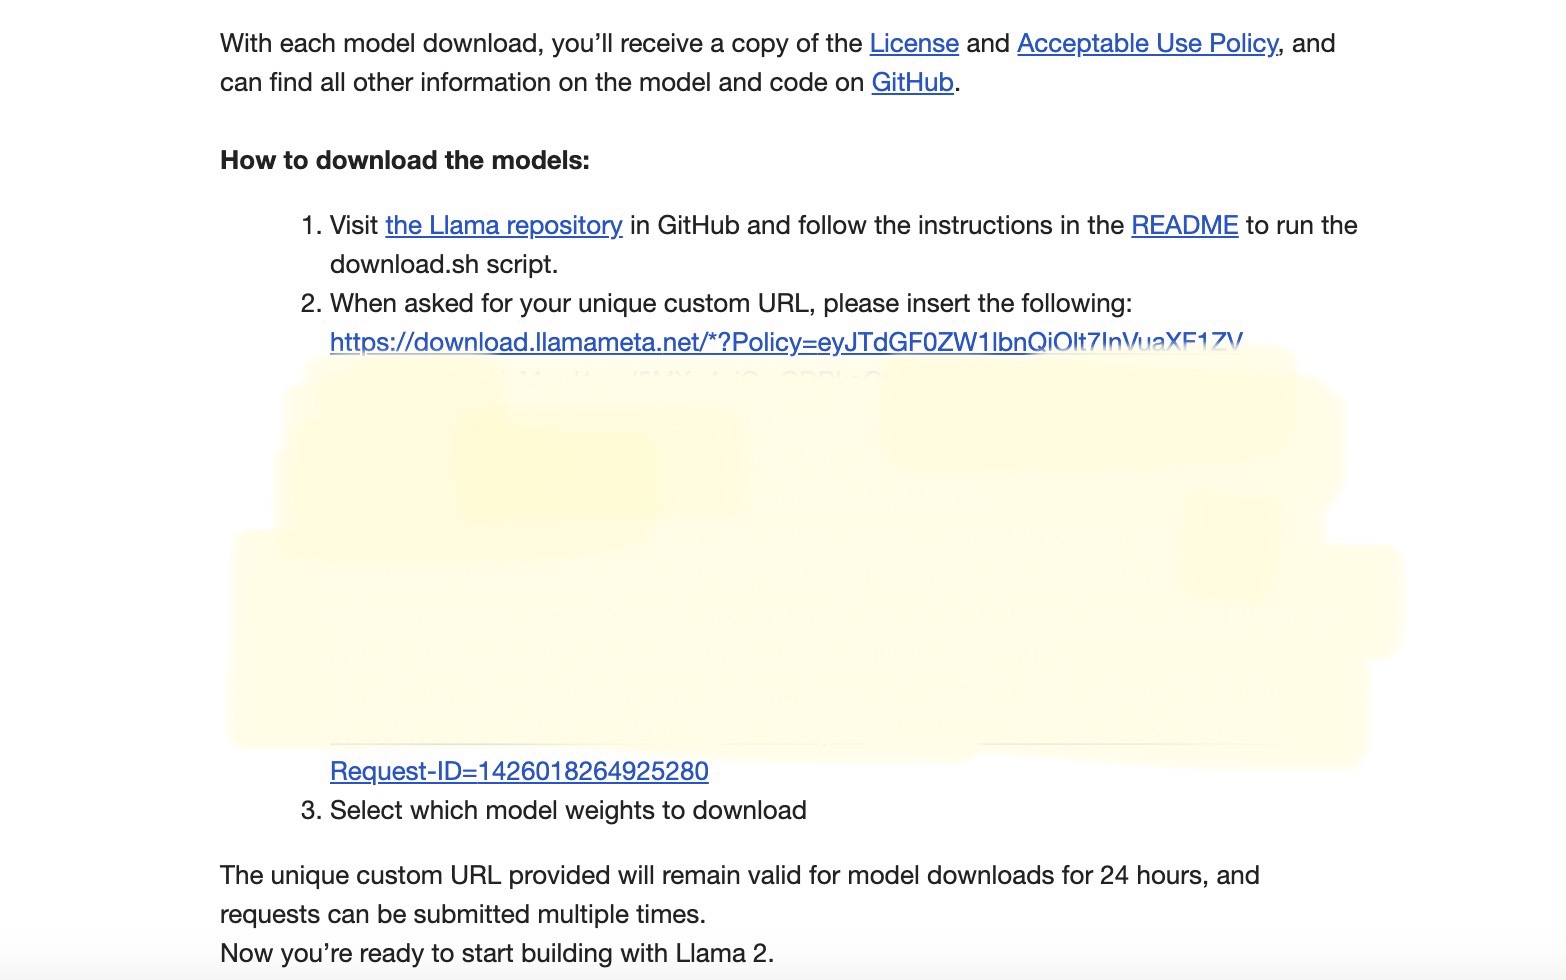 With each model download, you’ll receive a copy of the License and Acceptable Use Policy, and
can find all other information on the model and code on GitHub.
How to download the models:
1. Visit the Llama repository in GitHub and follow the instructions in the README to run the
download.sh script.
2. When asked for your unique custom URL, please insert the following:
https://download.llamameta.net/*?Policy=eyJTdGF0ZW1lbnQiOlt7InVuaXF1ZV
Request-ID=1426018264925280
3. Select which model weights to download
The unique custom URL provided will remain valid for model downloads for 24 hours, and
requests can be submitted multiple times.
Now you’re ready to start building with Llama 2.